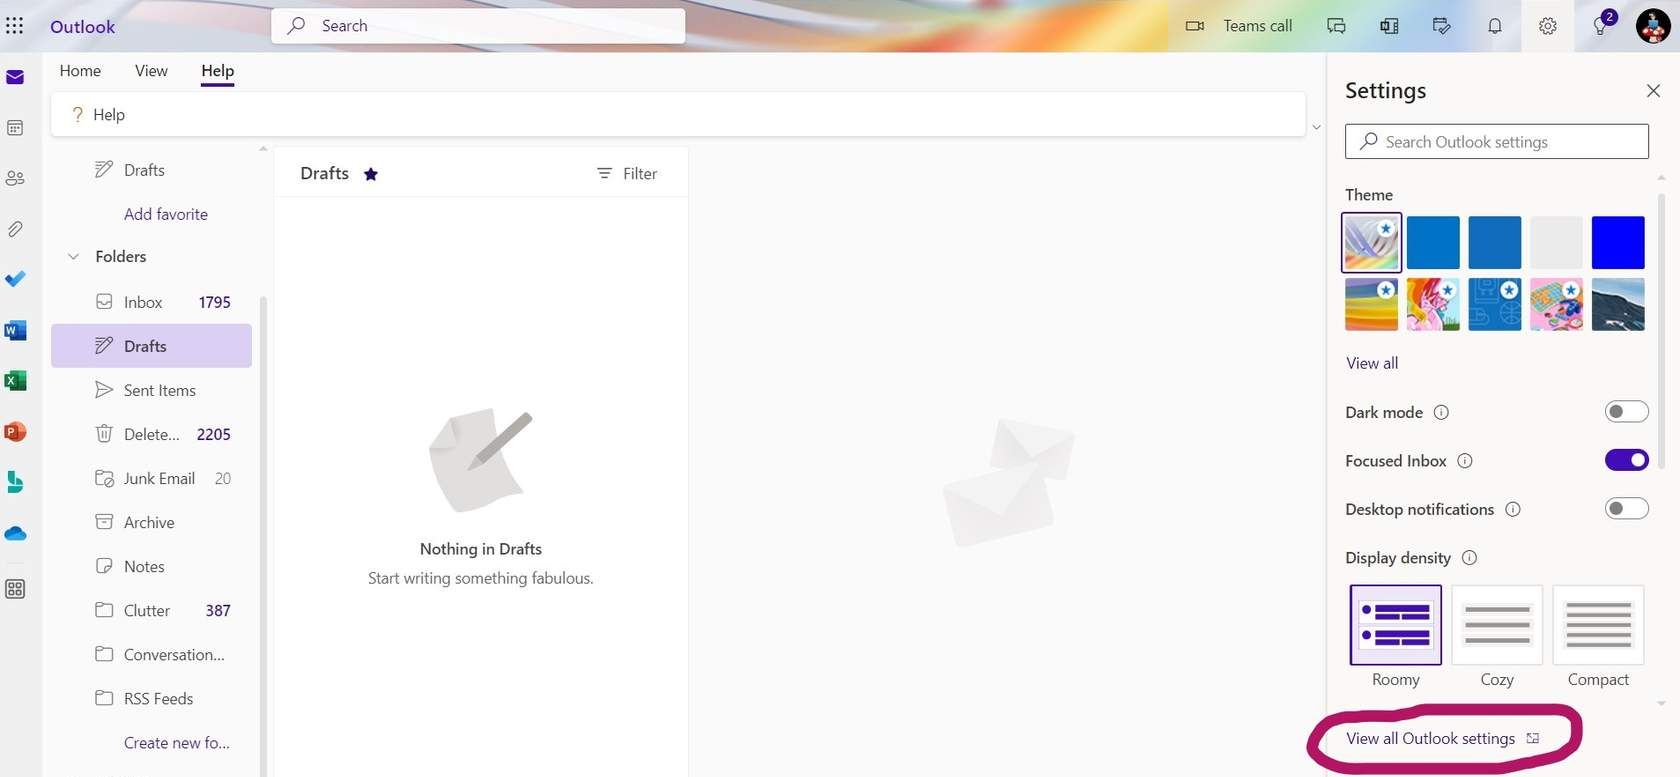 Outlook
Search
Teams call
2
Home View Help
? Help
Drafts
Add favorite
Folders
Inbox 1795
Drafts
Sent Items
Delete... 2205
Junk Email 20
Archive
Notes
Clutter 387
Conversation...
RSS Feeds
Create new fo...
Drafts
Filter
Nothing in Drafts
Start writing something fabulous.
Settings
Search Outlook settings
Theme
View all
Dark mode
Focused Inbox
Desktop notifications
Display density
Roomy Cozy Compact
View all Outlook settings